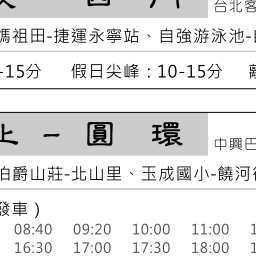 台北客
媽祖田-捷運永寧站、自強游泳池-
-15分 假日尖峰：10-15分
上 一 圓 環
中興巴
伯爵山莊-北山里、玉成國小-饒河
發車）
08:40 09:20 10:00 11:00
16:30 17:00 17:30 18:00